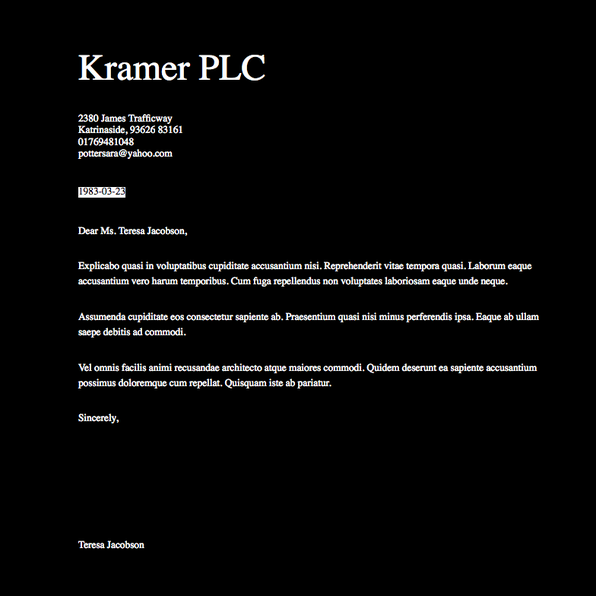 Kramer PLC
2380 James Trafficway
Katrinaside, 93626 83161
01769481048
pottersara@yahoo.com
1983-03-23
Dear Ms. Teresa Jacobson,
Explicabo quasi in voluptatibus cupiditate accusantium nisi. Reprehenderit vitae tempora quasi. Laborum eaque
accusantium vero harum temporibus. Cum fuga repellendus non voluptates laboriosam eaque unde neque.
Assumenda cupiditate eos consectetur sapiente ab. Praesentium quasi nisi minus perferendis ipsa. Eaque ab ullam
saepe debitis ad commodi.
Vel omnis facilis animi recusandae architecto atque maiores commodi. Quidem deserunt ea sapiente accusantium
possimus doloremque cum repellat. Quisquam iste ab pariatur.
Sincerely,
Teresa Jacobson